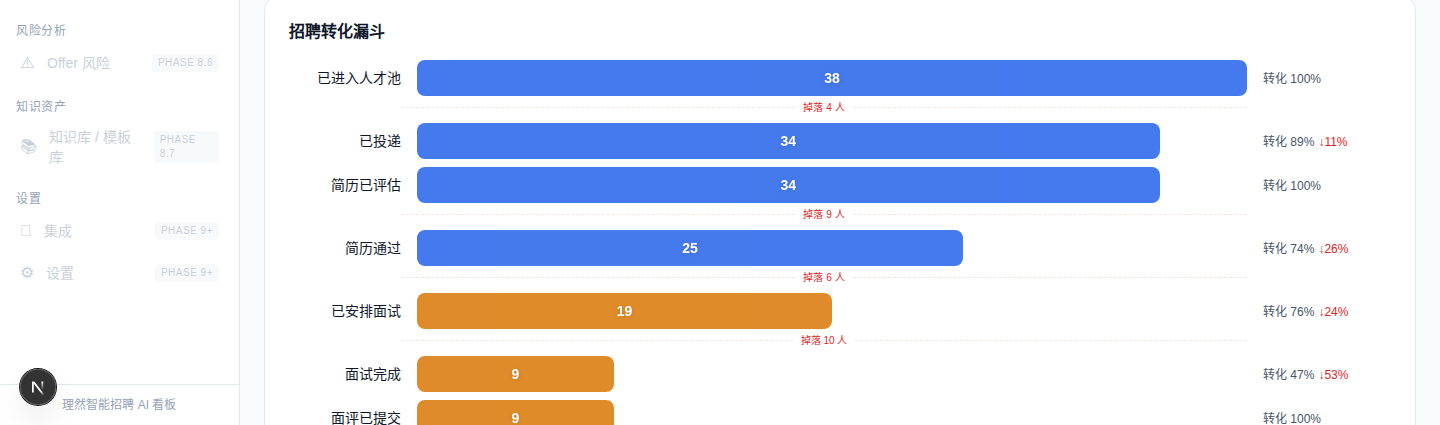 风险分析
Offer 风险
PHASE 8.6
知识资产
知识库 / 模板
库
PHASE
8.7
设置
集成
PHASE 9+
设置
PHASE 9+
N
理然智能招聘 AI 看板
招聘转化漏斗
已进入人才池
38
转化 100%
掉落 4 人
已投递
34
转化 89% ↓11%
简历已评估
34
转化 100%
掉落 9 人
简历通过
25
转化 74% ↓26%
掉落 6 人
已安排面试
19
转化 76% ↓24%
掉落 10 人
面试完成
9
转化 47% ↓53%
面评已提交
9
转化 100%